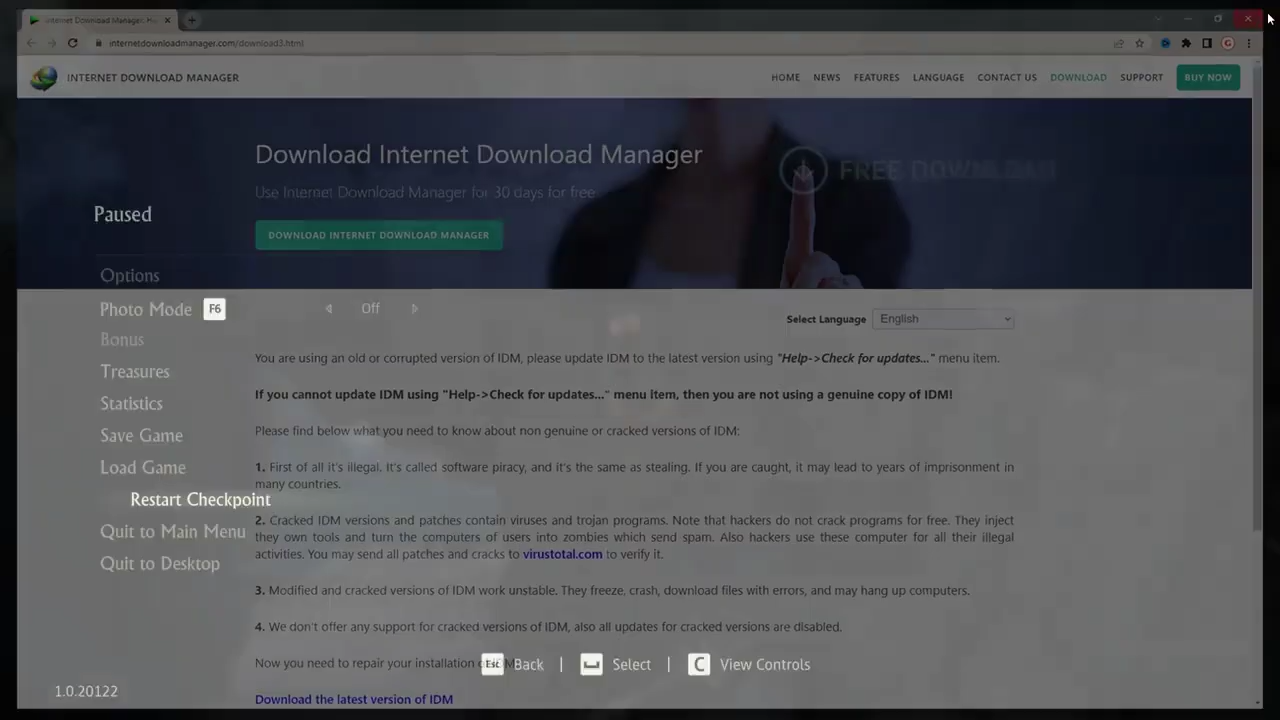 Internet Download Manager: H
internetdownloadmanager.com/download3.html
INTERNET DOWNLOAD MANAGER
HOME NEWS FEATURES LANGUAGE CONTACT US DOWNLOAD SUPPORT BUY NOW
Download Internet Download Manager
FREE DOWNLOAD
Use Internet Download Manager for 30 days for free
Paused
DOWNLOAD INTERNET DOWNLOAD MANAGER
Options
Photo Mode F6 Off
Select Language English
Bonus
You are using an old or corrupted version of IDM, please update IDM to the latest version using "Help->Check for updates..." menu item.
Treasures
If you cannot update IDM using "Help->Check for updates..." menu item, then you are not using a genuine copy of IDM!
Statistics
Please find below what you need to know about non genuine or cracked versions of IDM:
Save Game
Load Game
1. First of all it's illegal. It's called software piracy, and it's the same as stealing. If you are caught, it may lead to years of imprisonment in
many countries.
Restart Checkpoint
2. Cracked IDM versions and patches contain viruses and trojan programs. Note that hackers do not crack programs for free. They inject
Quit to Main Menu
they own tools and turn the computers of users into zombies which send spam. Also hackers use these computer for all their illegal
activities. You may send all patches and cracks to virustotal.com to verify it.
Quit to Desktop
3. Modified and cracked versions of IDM work unstable. They freeze, crash, download files with errors, and may hang up computers.
4. We don't offer any support for cracked versions of IDM, also all updates for cracked versions are disabled.
Now you need to repair your installation
Esc Back | Select | C View Controls
1.0.20122
Download the latest version of IDM